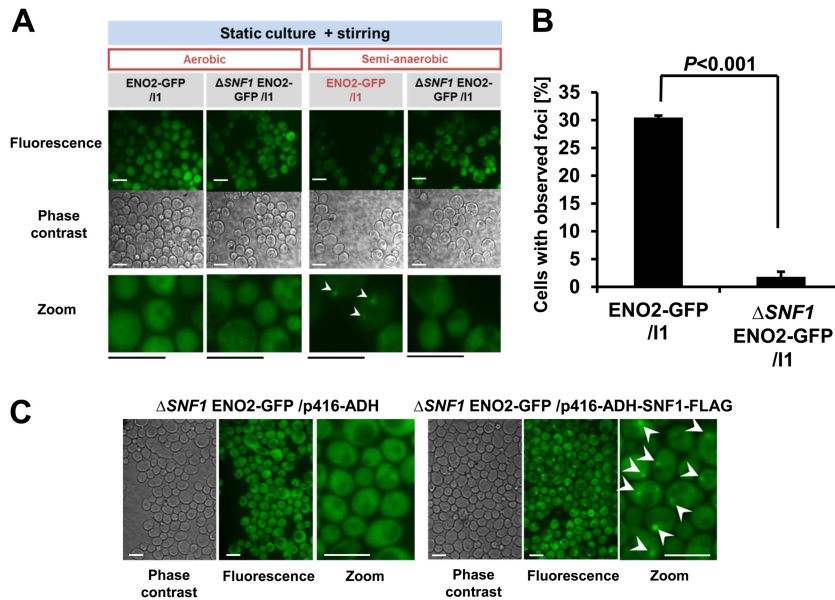 A
Static culture + stirring
Aerobic
Semi-anaerobic
ENO2-GFP
/I1
ΔSNF1 ENO2-
GFP /I1
ENO2-GFP
/I1
ΔSNF1 ENO2-
GFP /I1
Fluorescence
Phase
contrast
Zoom
B
P<0.001
Cells with observed foci [%]
35
30
25
20
15
10
5
0
ENO2-GFP
/I1
ΔSNF1
ENO2-GFP
/I1
C
ΔSNF1 ENO2-GFP /p416-ADH
ΔSNF1 ENO2-GFP /p416-ADH-SNF1-FLAG
Phase
contrast
Fluorescence
Zoom
Phase
contrast
Fluorescence
Zoom